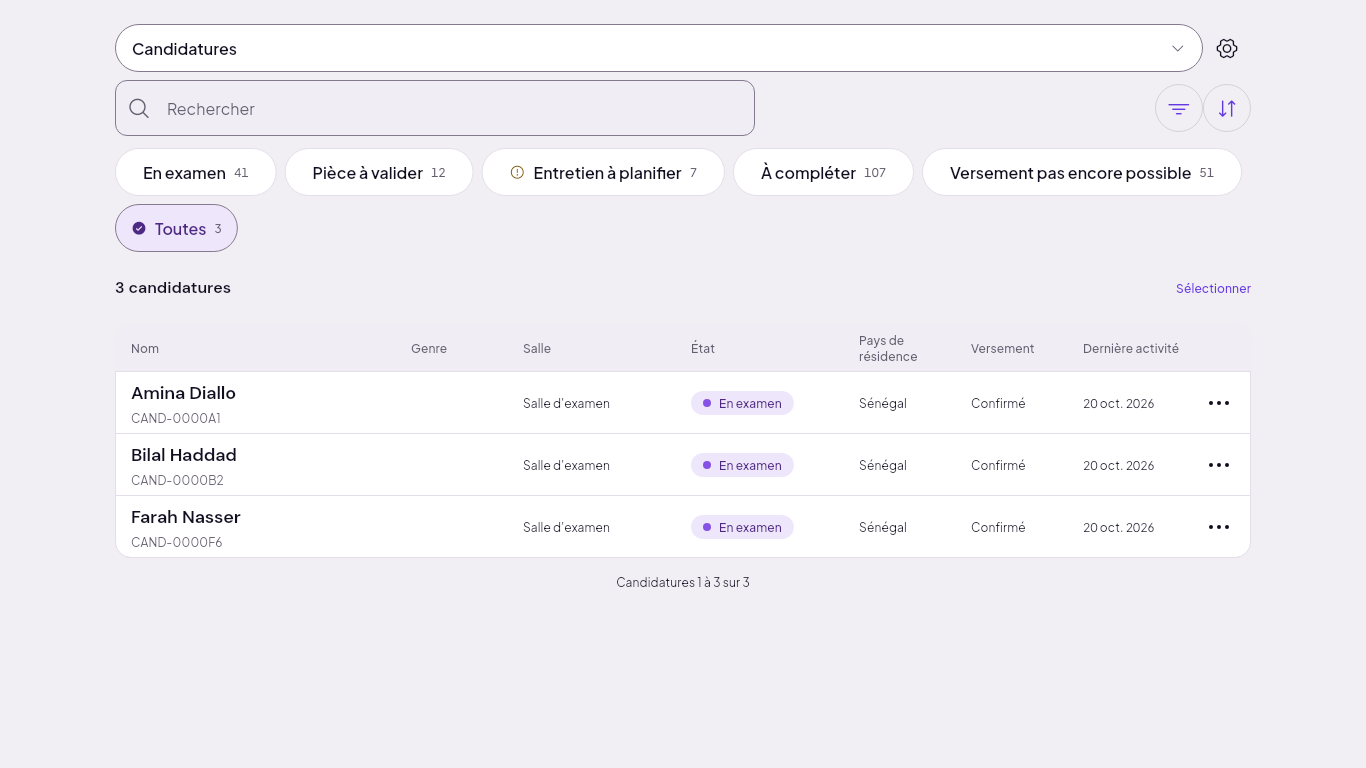 Candidatures
Rechercher
En examen 41
Pièce à valider 12
Entretien à planifier 7
À compléter 107
Versement pas encore possible 51
Toutes 3
3 candidatures
Sélectionner
Nom Genre Salle État Pays de résidence Versement Dernière activité
Amina Diallo
CAND-0000A1
Salle d'examen En examen Sénégal Confirmé 20 oct. 2026
Bilal Haddad
CAND-0000B2
Salle d'examen En examen Sénégal Confirmé 20 oct. 2026
Farah Nasser
CAND-0000F6
Salle d'examen En examen Sénégal Confirmé 20 oct. 2026
Candidatures 1 à 3 sur 3